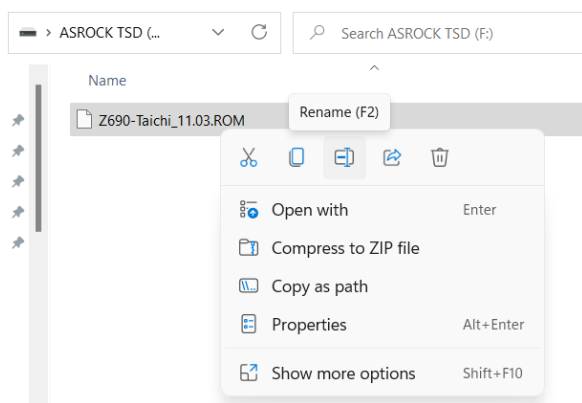 ASROCK TSD (...
Search ASROCK TSD (F:)
Name
Rename (F2)
Z690-Taichi_11.03.ROM
Open with Enter
Compress to ZIP file
Copy as path
Properties Alt+Enter
Show more options Shift+F10